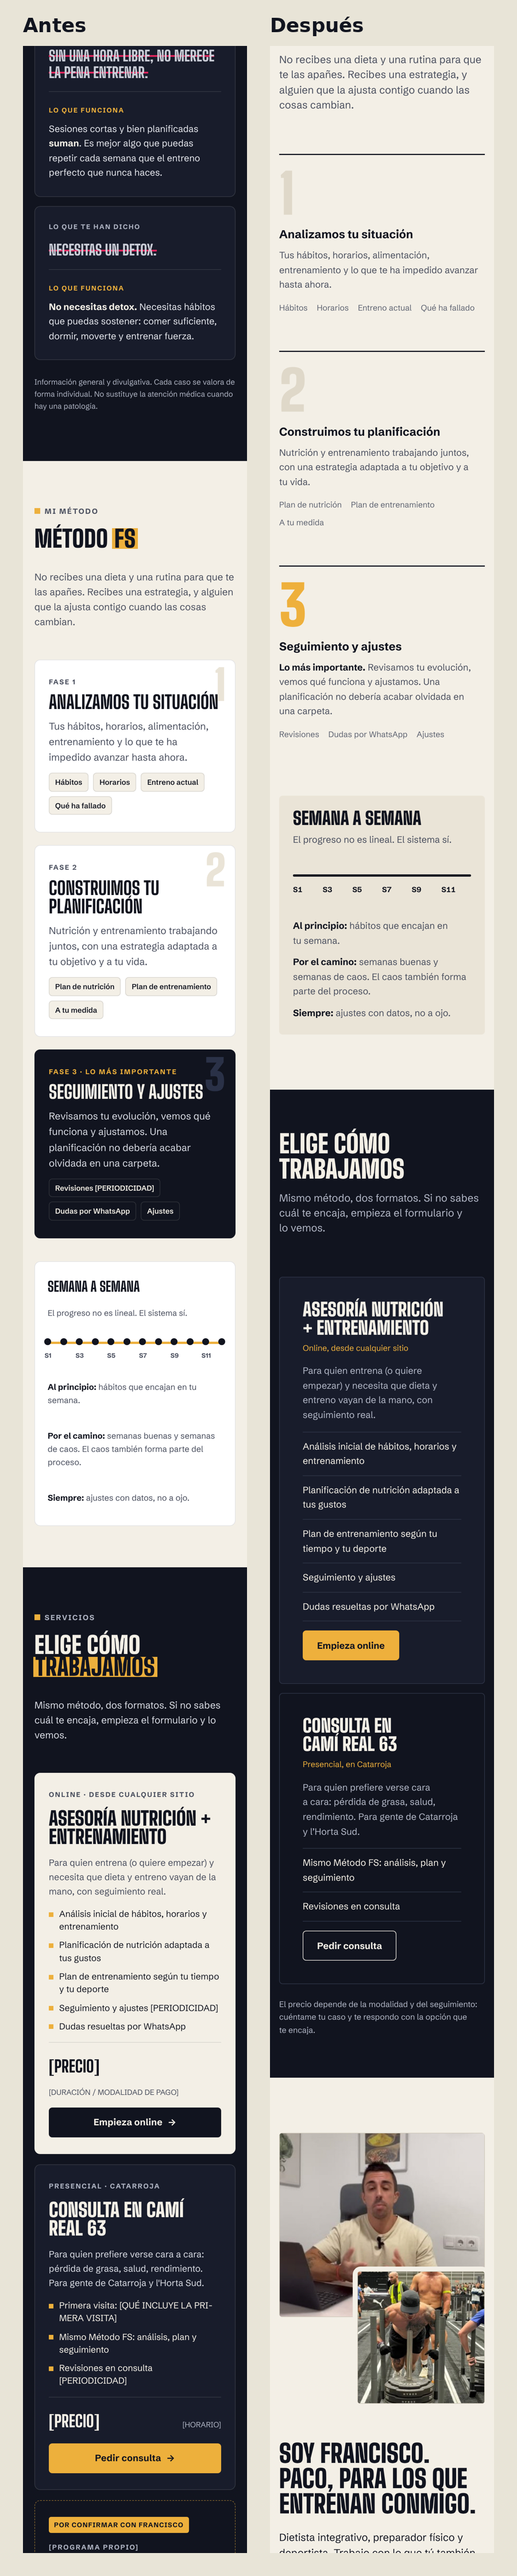 Antes
SIN UNA HORA LIBRE, NO MERECE
LA PENA ENTRENAR.
LO QUE FUNCIONA
Sesiones cortas y bien planificadas
suman. Es mejor algo que puedas
repetir cada semana que el entreno
perfecto que nunca haces.
LO QUE TE HAN DICHO
NECESITAS UN DETOX.
LO QUE FUNCIONA
No necesitas detox. Necesitas hábitos
que puedas sostener: comer suficiente,
dormir, moverte y entrenar fuerza.
Información general y divulgativa. Cada caso se valora de
forma individual. No sustituye la atención médica cuando
hay una patología.
MI MÉTODO
MÉTODO FS
No recibes una dieta y una rutina para que te
las apañes. Recibes una estrategia, y alguien
que la ajusta contigo cuando las cosas
cambian.
FASE 1
1
ANALIZAMOS TU SITUACIÓN
Tus hábitos, horarios, alimentación,
entrenamiento y lo que te ha
impedido avanzar hasta ahora.
Hábitos
Horarios
Entreno actual
Qué ha fallado
FASE 2
2
CONSTRUIMOS TU
PLANIFICACIÓN
Nutrición y entrenamiento trabajando
juntos, con una estrategia adaptada a
tu objetivo y a tu vida.
Plan de nutrición
Plan de entrenamiento
A tu medida
FASE 3 · LO MÁS IMPORTANTE
3
SEGUIMIENTO Y AJUSTES
Revisamos tu evolución, vemos qué
funciona y ajustamos. Una
planificación no debería acabar
olvidada en una carpeta.
Revisiones [PERIODICIDAD]
Dudas por WhatsApp
Ajustes
SEMANA A SEMANA
El progreso no es lineal. El sistema sí.
S1 S3 S5 S7 S9 S11
Al principio: hábitos que encajan en tu
semana.
Por el camino: semanas buenas y semanas
de caos. El caos también forma parte del
proceso.
Siempre: ajustes con datos, no a ojo.
SERVICIOS
ELIGE CÓMO
TRABAJAMOS
Mismo método, dos formatos. Si no sabes
cuál te encaja, empieza el formulario y lo
vemos.
ONLINE · DESDE CUALQUIER SITIO
ASESORÍA NUTRICIÓN +
ENTRENAMIENTO
Para quien entrena (o quiere empezar) y
necesita que dieta y entreno vayan de la
mano, con seguimiento real.
Análisis inicial de hábitos, horarios y
entrenamiento
Planificación de nutrición adaptada a
tus gustos
Plan de entrenamiento según tu tiempo
y tu deporte
Seguimiento y ajustes [PERIODICIDAD]
Dudas resueltas por WhatsApp
[PRECIO]
[DURACIÓN / MODALIDAD DE PAGO]
Empieza online →
PRESENCIAL · CATARROJA
CONSULTA EN CAMÍ
REAL 63
Para quien prefiere verse cara a cara:
pérdida de grasa, salud, rendimiento.
Para gente de Catarroja y l'Horta Sud.
Primera visita: [QUÉ INCLUYE LA PRI-
MERA VISITA]
Mismo Método FS: análisis, plan y
seguimiento
Revisiones en consulta
[PERIODICIDAD]
[PRECIO]
[HORARIO]
Pedir consulta →
POR CONFIRMAR CON FRANCISCO
[PROGRAMA PROPIO]
Después
No recibes una dieta y una rutina para que
te las apañes. Recibes una estrategia, y
alguien que la ajusta contigo cuando las
cosas cambian.
1
Analizamos tu situación
Tus hábitos, horarios, alimentación,
entrenamiento y lo que te ha impedido avanzar
hasta ahora.
Hábitos Horarios Entreno actual Qué ha fallado
2
Construimos tu planificación
Nutrición y entrenamiento trabajando juntos,
con una estrategia adaptada a tu objetivo y a
tu vida.
Plan de nutrición Plan de entrenamiento
A tu medida
3
Seguimiento y ajustes
Lo más importante. Revisamos tu evolución,
vemos qué funciona y ajustamos. Una
planificación no debería acabar olvidada en
una carpeta.
Revisiones Dudas por WhatsApp Ajustes
SEMANA A SEMANA
El progreso no es lineal. El sistema sí.
S1 S3 S5 S7 S9 S11
Al principio: hábitos que encajan en
tu semana.
Por el camino: semanas buenas y
semanas de caos. El caos también forma
parte del proceso.
Siempre: ajustes con datos, no a ojo.
ELIGE CÓMO
TRABAJAMOS
Mismo método, dos formatos. Si no sabes
cuál te encaja, empieza el formulario y
lo vemos.
ASESORÍA NUTRICIÓN
+ ENTRENAMIENTO
Online, desde cualquier sitio
Para quien entrena (o quiere
empezar) y necesita que dieta y
entreno vayan de la mano, con
seguimiento real.
Análisis inicial de hábitos, horarios y
entrenamiento
Planificación de nutrición adaptada a
tus gustos
Plan de entrenamiento según tu
tiempo y tu deporte
Seguimiento y ajustes
Dudas resueltas por WhatsApp
Empieza online
CONSULTA EN
CAMÍ REAL 63
Presencial, en Catarroja
Para quien prefiere verse cara
a cara: pérdida de grasa, salud,
rendimiento. Para gente de Catarroja
y l'Horta Sud.
Mismo Método FS: análisis, plan y
seguimiento
Revisiones en consulta
Pedir consulta
El precio depende de la modalidad y del seguimiento:
cuéntame tu caso y te respondo con la opción que
te encaja.
SOY FRANCISCO.
PACO, PARA LOS QUE
ENTRENAN CONMIGO.
Dietista integrativo, preparador físico y
deportista. Trabajo con lo que tú también